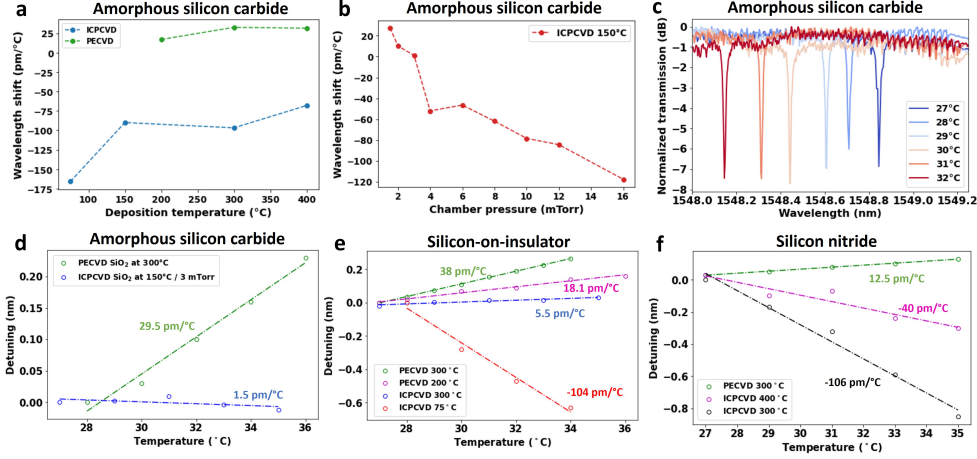 a
Amorphous silicon carbide
ICPCVD
PECVD
Wavelength shift (pm/°C)
25
0
−25
−50
−75
−100
−125
−150
−175
100 150 200 250 300 350 400
Deposition temperature (°C)
b
Amorphous silicon carbide
ICPCVD 150°C
Wavelength shift (pm/°C)
20
0
−20
−40
−60
−80
−100
−120
2 4 6 8 10 12 14 16
Chamber pressure (mTorr)
c
Amorphous silicon carbide
Normalized transmission (dB)
0
−1
−2
−3
−4
−5
−6
−7
−8
27°C
28°C
29°C
30°C
31°C
32°C
1548.0 1548.2 1548.4 1548.6 1548.8 1549.0 1549.2
Wavelength (nm)
d
Amorphous silicon carbide
PECVD SiO₂ at 300°C
ICPCVD SiO₂ at 150°C / 3 mTorr
Detuning (nm)
0.20
0.15
0.10
0.05
0.00
29.5 pm/°C
1.5 pm/°C
28 30 32 34 36
Temperature (°C)
e
Silicon-on-insulator
Detuning (nm)
0.2
0.0
−0.2
−0.4
−0.6
38 pm/°C
18.1 pm/°C
5.5 pm/°C
-104 pm/°C
PECVD 300°C
PECVD 200°C
ICPCVD 300°C
ICPCVD 75°C
28 30 32 34 36
Temperature (°C)
f
Silicon nitride
Detuning (nm)
0.0
−0.2
−0.4
−0.6
−0.8
12.5 pm/°C
-40 pm/°C
-106 pm/°C
PECVD 300°C
ICPCVD 400°C
ICPCVD 300°C
27 28 29 30 31 32 33 34 35
Temperature (°C)